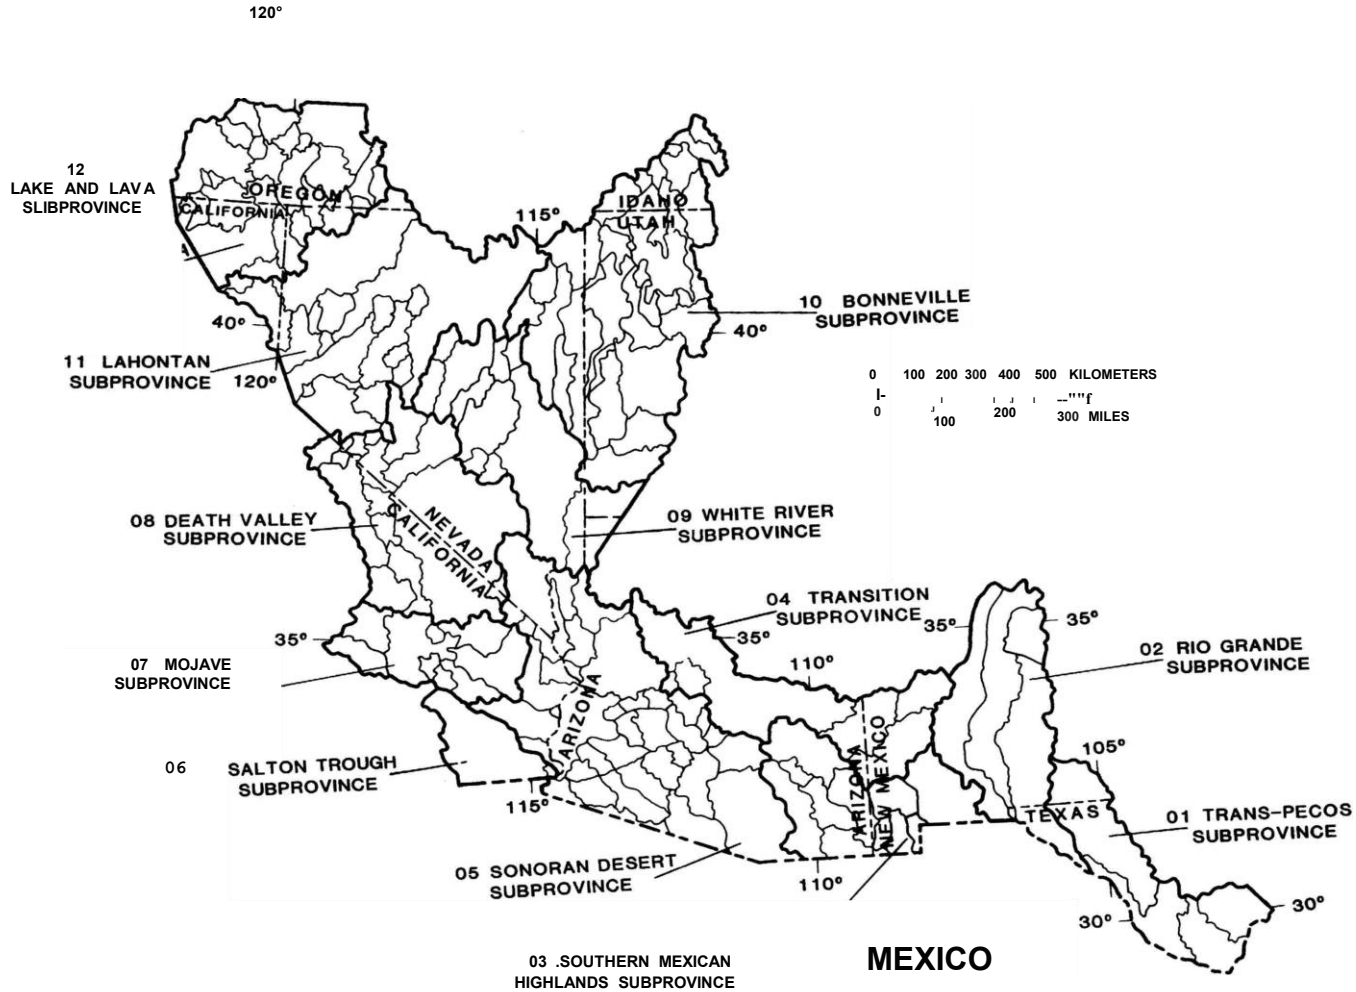 120°
12
LAKE AND LAVA
SLIBPROVINCE
OREGON
CALIFORNIA
A
115°
IDAHO
UTAH
10 BONNEVILLE
SUBPROVINCE
40°
40°
11 LAHONTAN
SUBPROVINCE
120°
0 100 200 300 400 500 KILOMETERS
0 100 200 300 MILES
08 DEATH VALLEY
SUBPROVINCE
NEVADA
CALIFORNIA
09 WHITE RIVER
SUBPROVINCE
04 TRANSITION
SUBPROVINCE
35°
35°
35°
35°
110°
02 RIO GRANDE
SUBPROVINCE
07 MOJAVE
SUBPROVINCE
ARIZONA
ARIZONA
NEW MEXICO
105°
06 SALTON TROUGH
SUBPROVINCE
115°
TEXAS
01 TRANS-PECOS
SUBPROVINCE
05 SONORAN DESERT
SUBPROVINCE
110°
30°
30°
03 .SOUTHERN MEXICAN
HIGHLANDS SUBPROVINCE
MEXICO